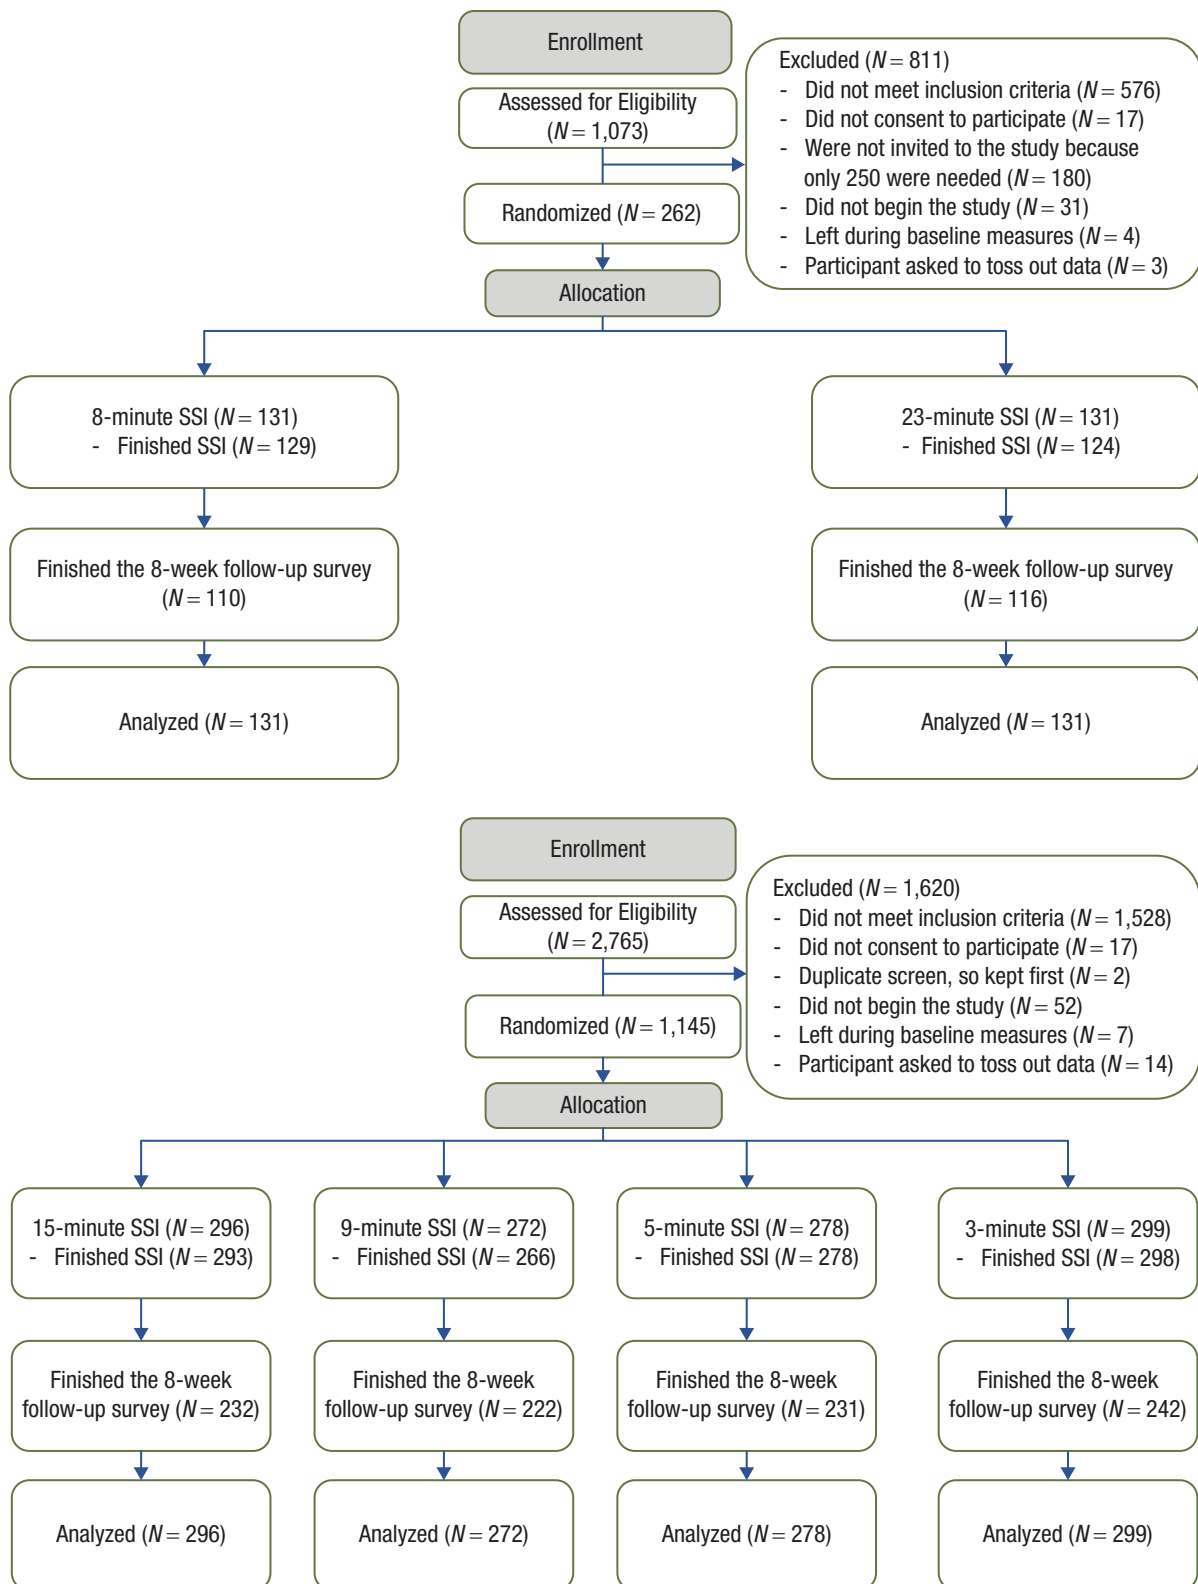 Enrollment
Assessed for Eligibility
(N = 1,073)
Excluded (N = 811)
- Did not meet inclusion criteria (N = 576)
- Did not consent to participate (N = 17)
- Were not invited to the study because
only 250 were needed (N = 180)
- Did not begin the study (N = 31)
- Left during baseline measures (N = 4)
- Participant asked to toss out data (N = 3)
Randomized (N = 262)
Allocation
8-minute SSI (N = 131)
- Finished SSI (N = 129)
23-minute SSI (N = 131)
- Finished SSI (N = 124)
Finished the 8-week follow-up survey
(N = 110)
Finished the 8-week follow-up survey
(N = 116)
Analyzed (N = 131)
Analyzed (N = 131)
Enrollment
Assessed for Eligibility
(N = 2,765)
Excluded (N = 1,620)
- Did not meet inclusion criteria (N = 1,528)
- Did not consent to participate (N = 17)
- Duplicate screen, so kept first (N = 2)
- Did not begin the study (N = 52)
- Left during baseline measures (N = 7)
- Participant asked to toss out data (N = 14)
Randomized (N = 1,145)
Allocation
15-minute SSI (N = 296)
- Finished SSI (N = 293)
9-minute SSI (N = 272)
- Finished SSI (N = 266)
5-minute SSI (N = 278)
- Finished SSI (N = 278)
3-minute SSI (N = 299)
- Finished SSI (N = 298)
Finished the 8-week
follow-up survey (N = 232)
Finished the 8-week
follow-up survey (N = 222)
Finished the 8-week
follow-up survey (N = 231)
Finished the 8-week
follow-up survey (N = 242)
Analyzed (N = 296)
Analyzed (N = 272)
Analyzed (N = 278)
Analyzed (N = 299)